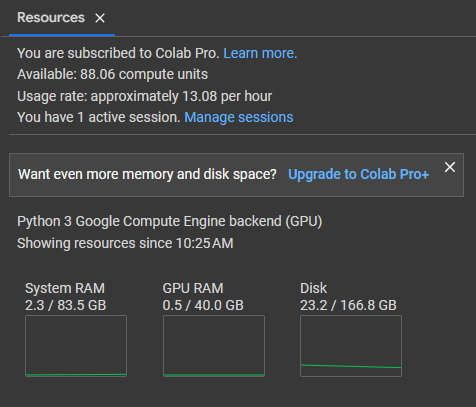 Resources ×
You are subscribed to Colab Pro. Learn more.
Available: 88.06 compute units
Usage rate: approximately 13.08 per hour
You have 1 active session. Manage sessions
Want even more memory and disk space? Upgrade to Colab Pro+ ×
Python 3 Google Compute Engine backend (GPU)
Showing resources since 10:25 AM
System RAM
2.3 / 83.5 GB
GPU RAM
0.5 / 40.0 GB
Disk
23.2 / 166.8 GB